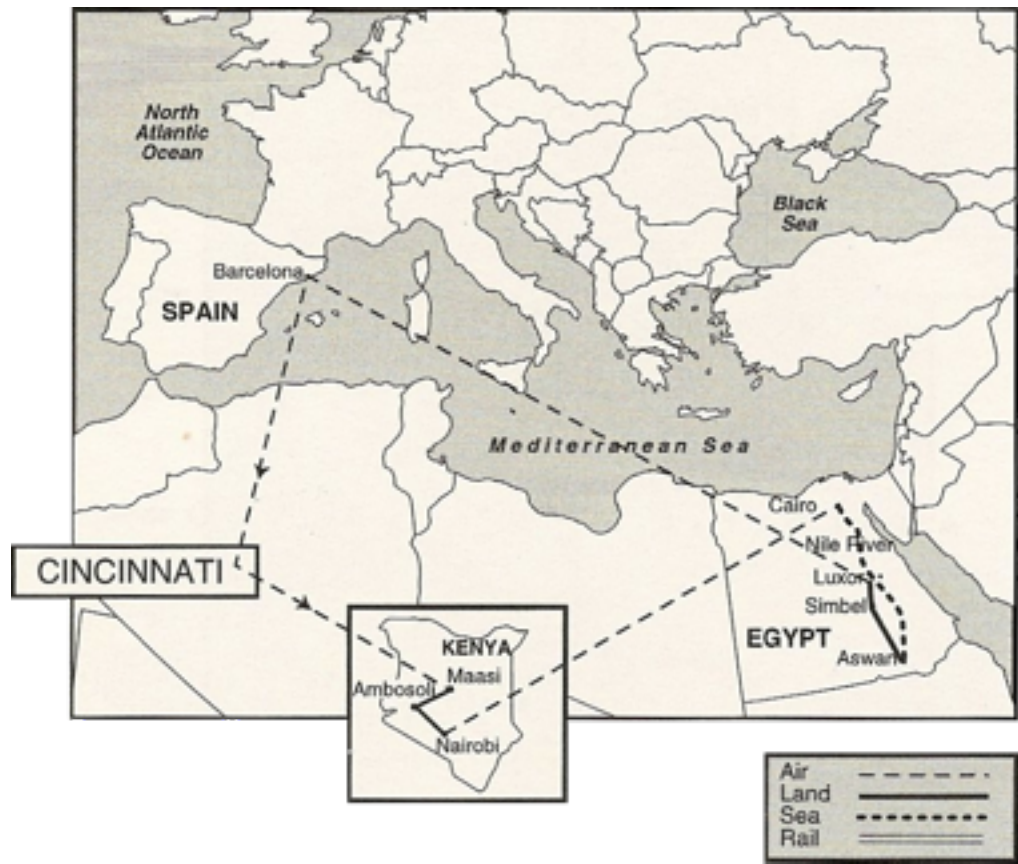 North
Atlantic
Ocean
Black
Sea
Barcelona
SPAIN
Mediterranean Sea
Cairo
Nile River
CINCINNATI
Luxor
Simbel
EGYPT
Aswan
KENYA
Maasi
Ambosoli
Nairobi
Air
Land
Sea
Rail